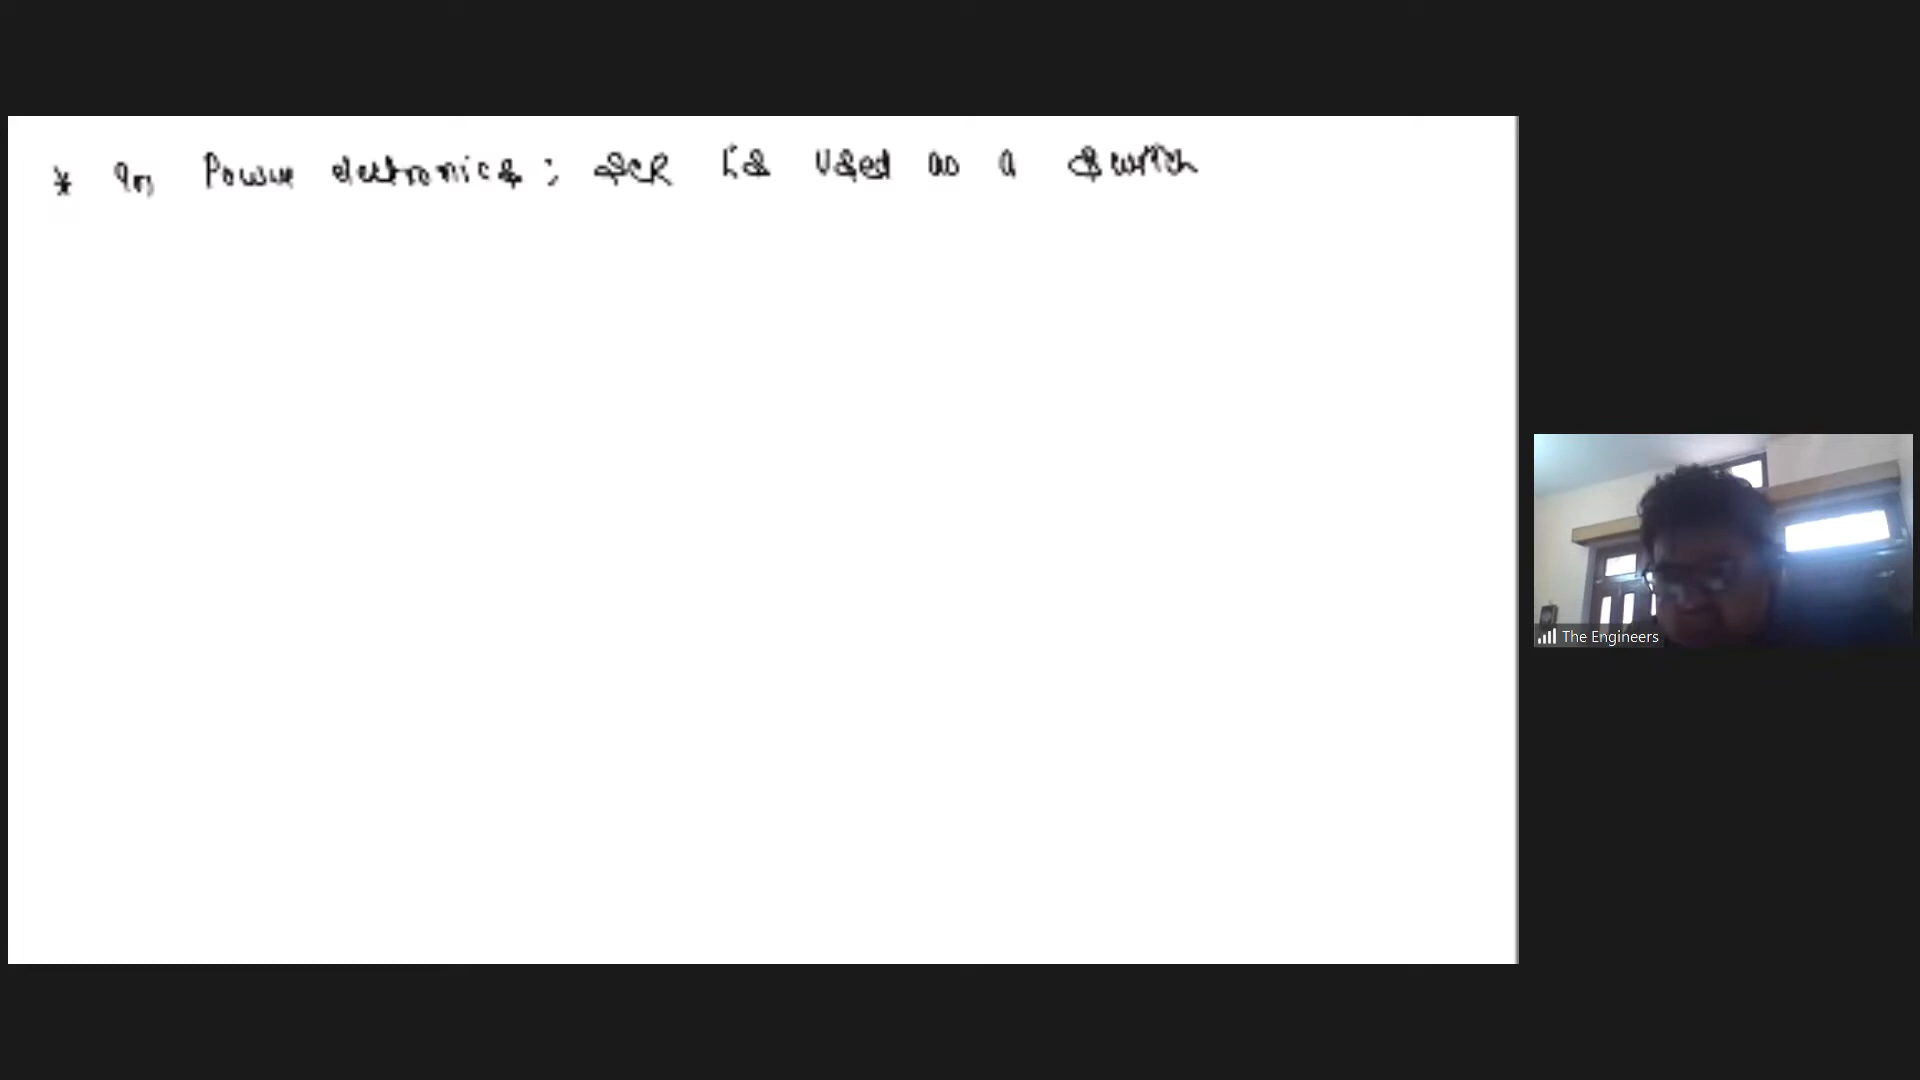 * In Power electronics; SCR is used as a switch
The Engineers